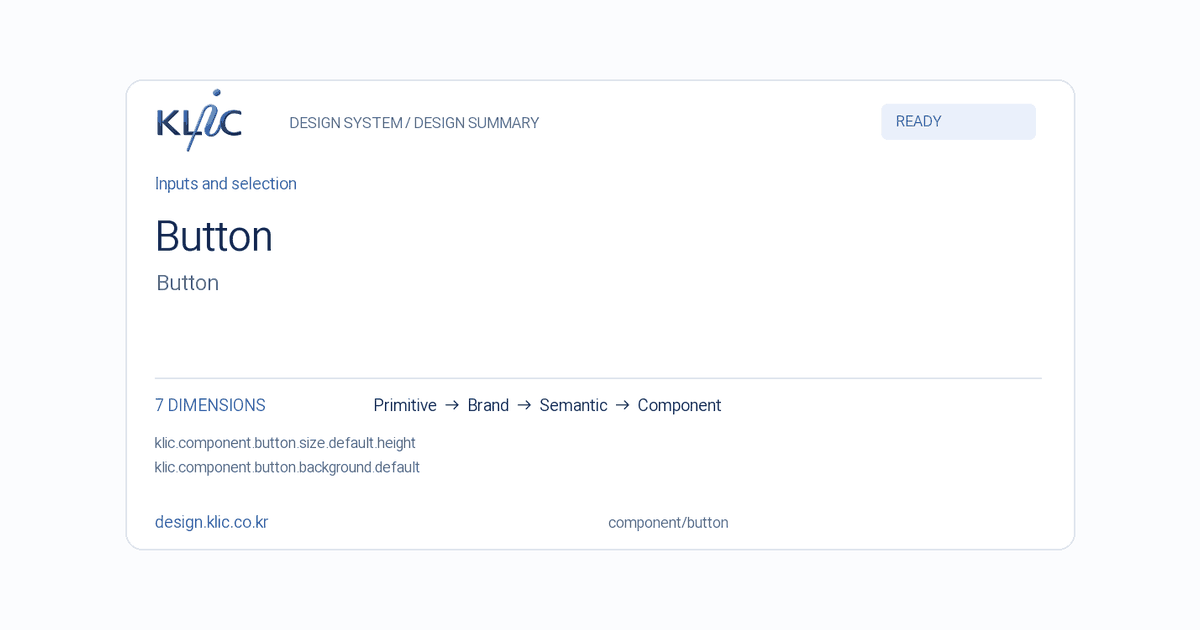 KLiC
DESIGN SYSTEM / DESIGN SUMMARY
READY
Inputs and selection
Button
Button
7 DIMENSIONS
Primitive → Brand → Semantic → Component
klic.component.button.size.default.height
klic.component.button.background.default
design.klic.co.kr
component/button